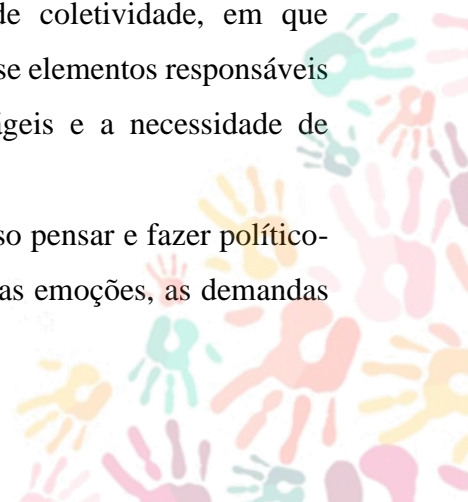 de coletividade, em que
se elementos responsáveis
geis e a necessidade de
so pensar e fazer político-
as emoções, as demandas